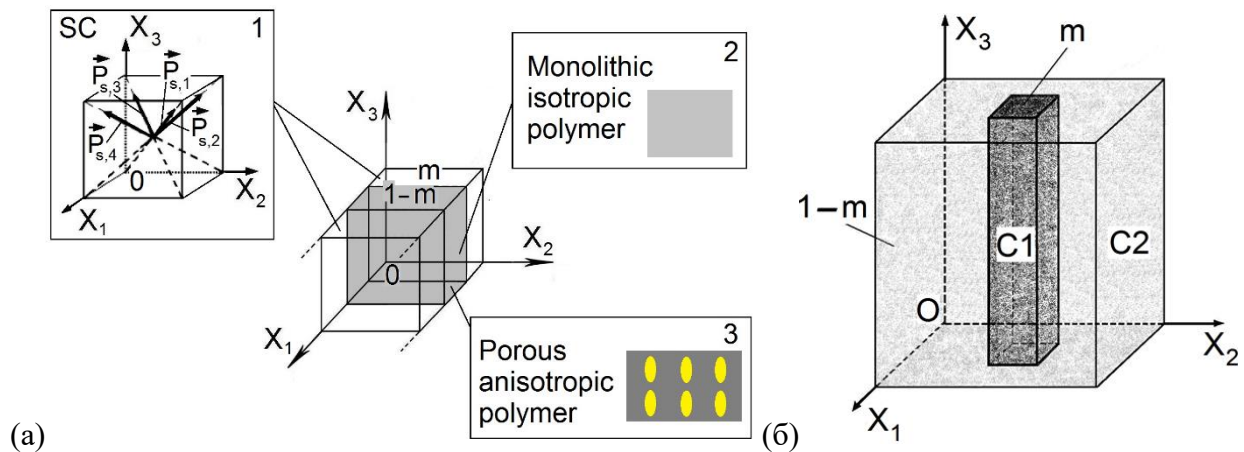 SC
1
X3
P⃗s,3
P⃗s,1
P⃗s,4
P⃗s,2
0
X2
X1
2
Monolithic
isotropic
polymer
X3
m
1–m
X2
0
X1
3
Porous
anisotropic
polymer
(a)
X3
m
1–m
C1
C2
O
X2
X1
(б)